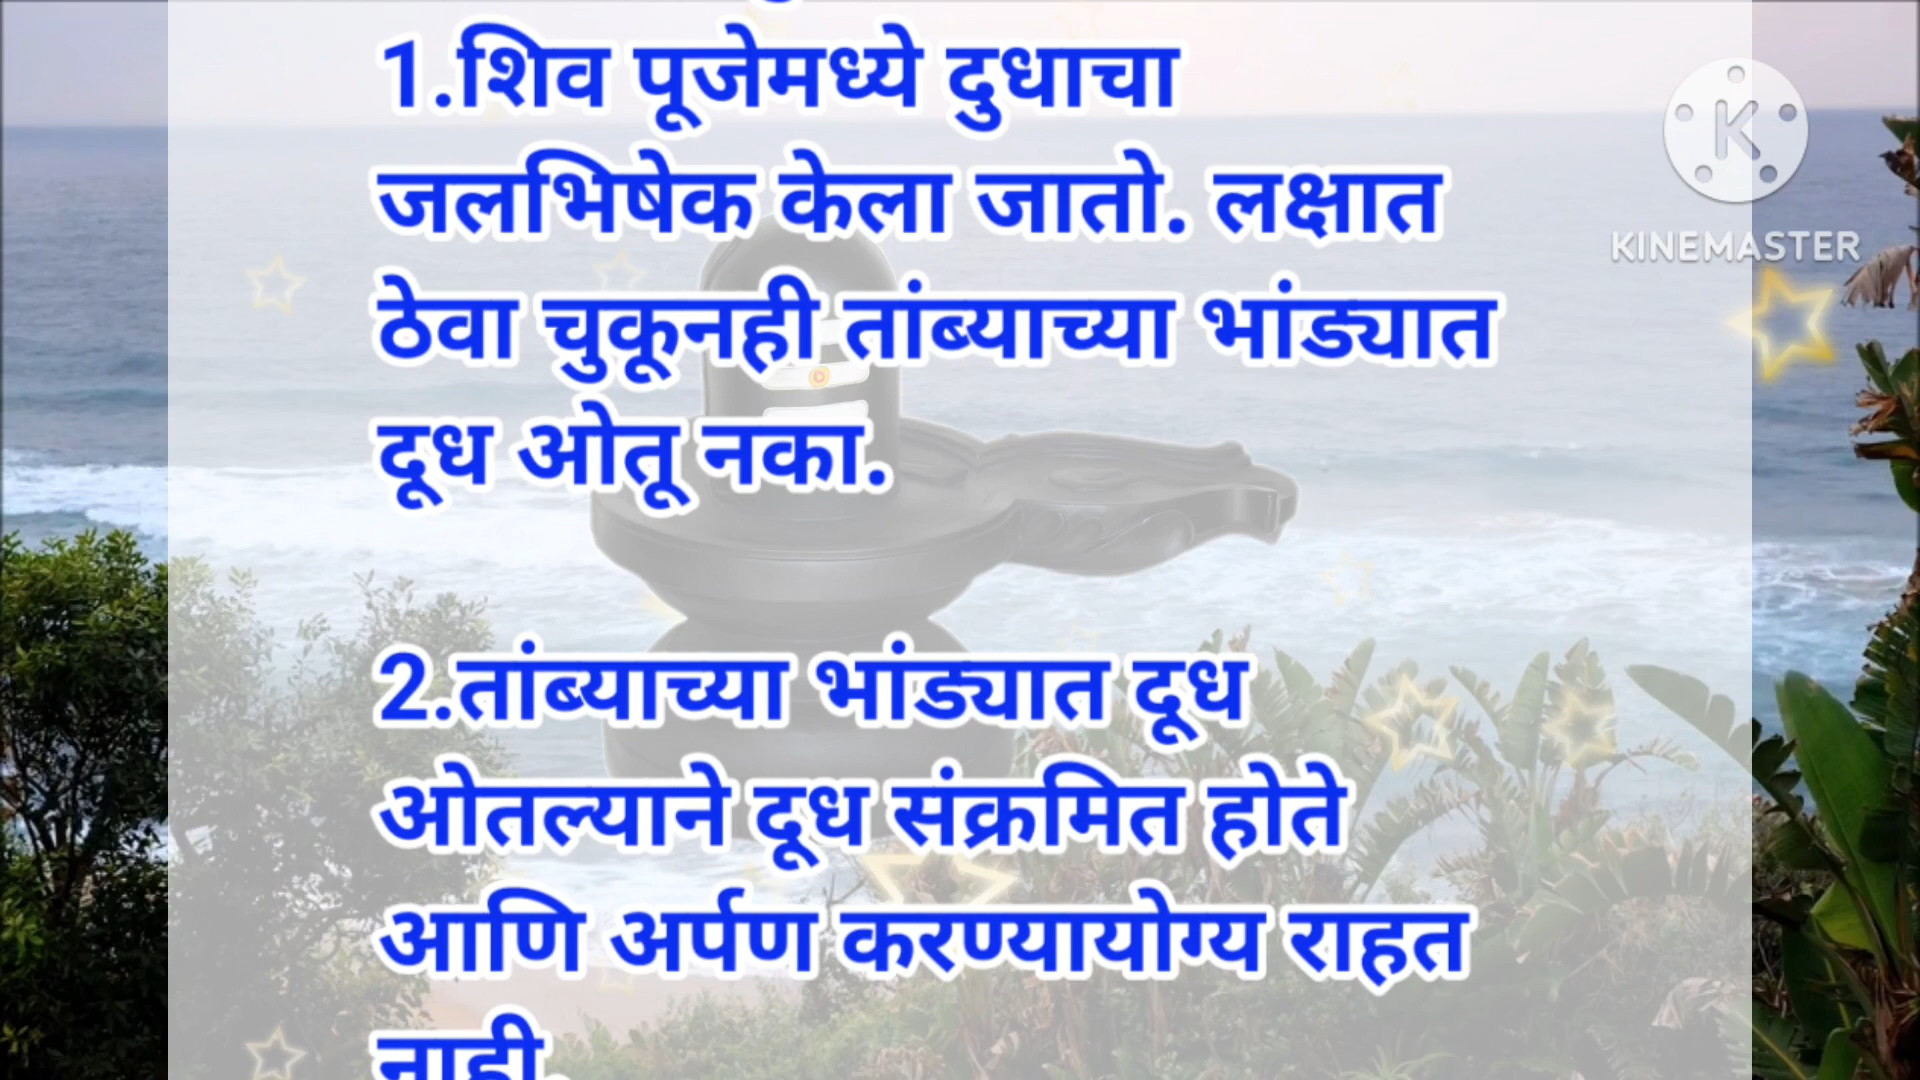 1.शिव पूजेमध्ये दुधाचा
जलभिषेक केला जातो. लक्षात
ठेवा चुकूनही तांब्याच्या भांड्यात
दूध ओतू नका.
2.तांब्याच्या भांड्यात दूध
ओतल्याने दूध संक्रमित होते
आणि अर्पण करण्यायोग्य राहत
नाही.
K
KINEMASTER